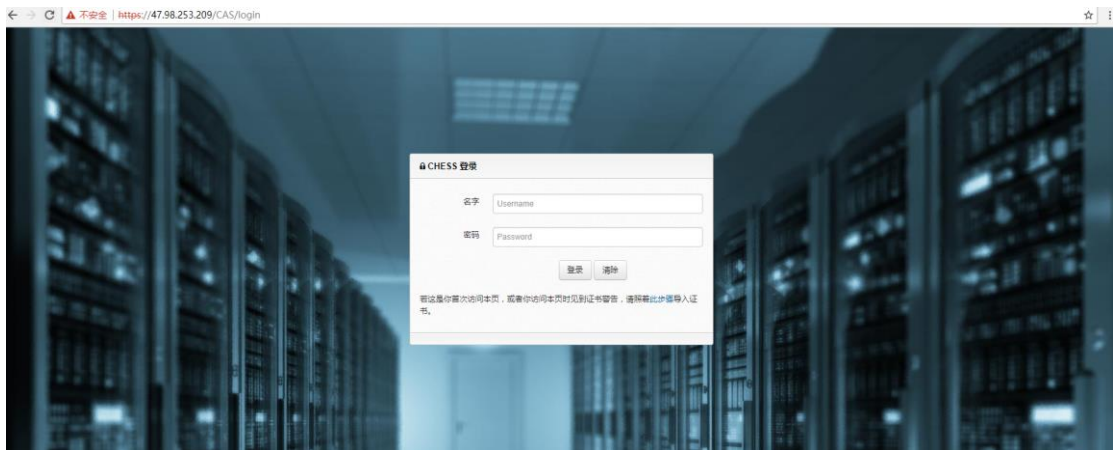 不安全 | https://47.98.253.209/CAS/login
CHESS 登录
名字 Username
密码 Password
登录 清除
若这是你首次访问本页，或者你访问本页时见到证书警告，请照着此步骤导入证
书。